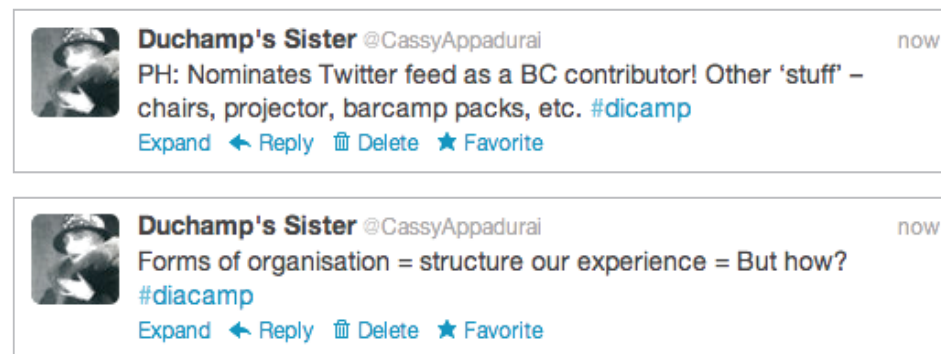 Duchamp's Sister @CassyAppadurai now
PH: Nominates Twitter feed as a BC contributor! Other ‘stuff’ –
chairs, projector, barcamp packs, etc. #dicamp
Expand Reply Delete Favorite
Duchamp's Sister @CassyAppadurai now
Forms of organisation = structure our experience = But how?
#diacamp
Expand Reply Delete Favorite